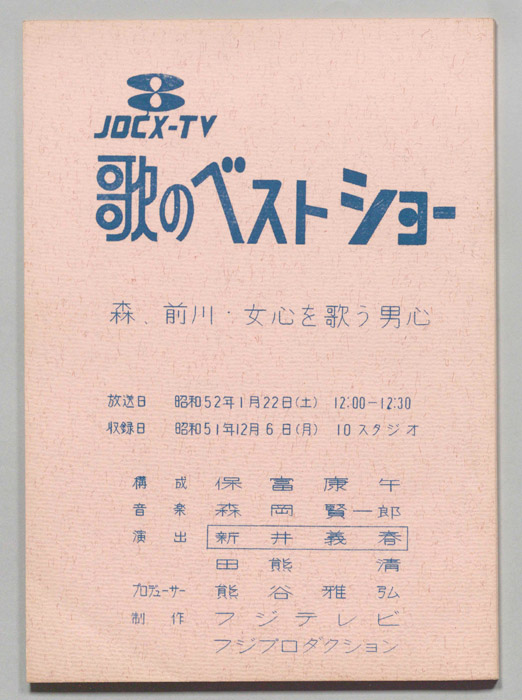 JOCX-TV
歌のベストショー
森、前川・女心を歌う男心
放送日 昭和52年1月22日(土) 12:00-12:30
収録日 昭和51年12月6日(月) 10スタジオ
構成 保富康午
音楽 森岡賢一郎
演出 新井義春
田熊 清
プロデューサー 熊谷雅弘
制作 フジテレビ
フジプロダクション